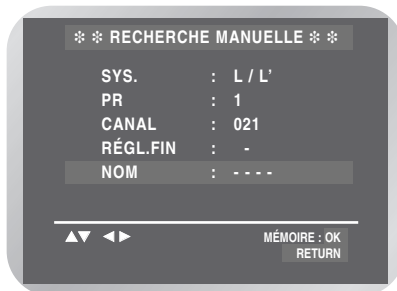 ❇ ❇ RECHERCHE MANUELLE ❇ ❇
SYS. : L / L’
PR : 1
CANAL : 021
RÉGL.FIN : -
NOM : - - - -
▲▼ ◀▶ MÉMOIRE : OK
RETURN